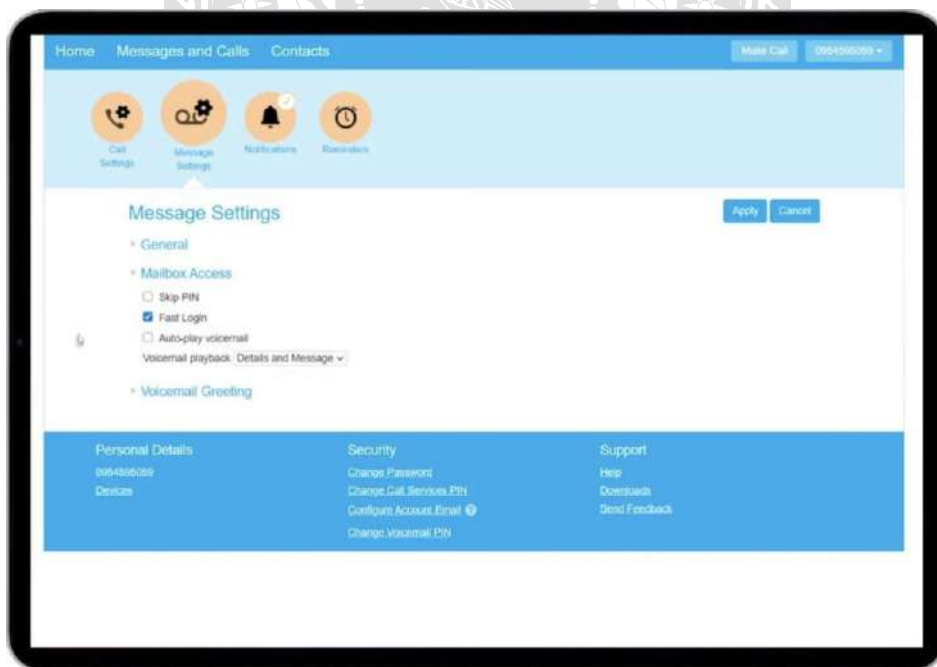 Home Messages and Calls Contacts Make Call 0954595059
Call Settings
Message Settings
Notifications
Reminders
Message Settings Apply Cancel
General
Mailbox Access
Skip PIN
Fast Login
Auto-play voicemail
Voicemail playback Details and Message
Voicemail Greeting
Personal Details
0954595059
Devices
Security
Change Password
Change Call Services PIN
Configure Account Email ?
Change Voicemail PIN
Support
Help
Downloads
Send Feedback